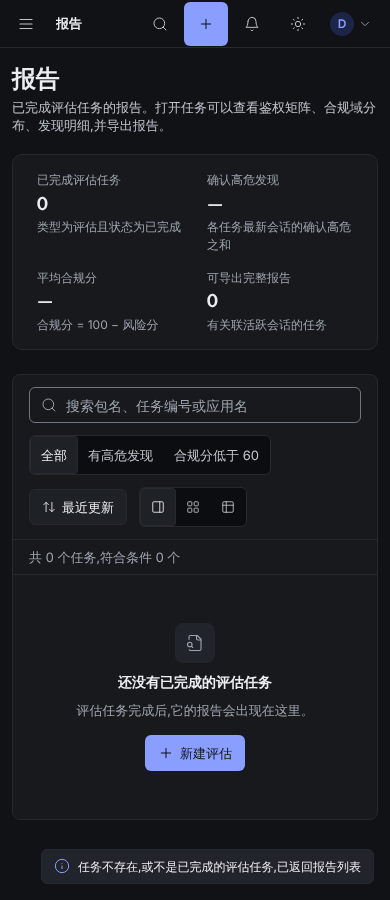 报告
D
报告
已完成评估任务的报告。打开任务可以查看鉴权矩阵、合规域分
布、发现明细,并导出报告。
已完成评估任务
0
类型为评估且状态为已完成
确认高危发现
—
各任务最新会话的确认高危
之和
平均合规分
—
合规分 = 100 − 风险分
可导出完整报告
0
有关联活跃会话的任务
搜索包名、任务编号或应用名
全部
有高危发现
合规分低于 60
最近更新
共 0 个任务,符合条件 0 个
还没有已完成的评估任务
评估任务完成后,它的报告会出现在这里。
新建评估
任务不存在,或不是已完成的评估任务,已返回报告列表